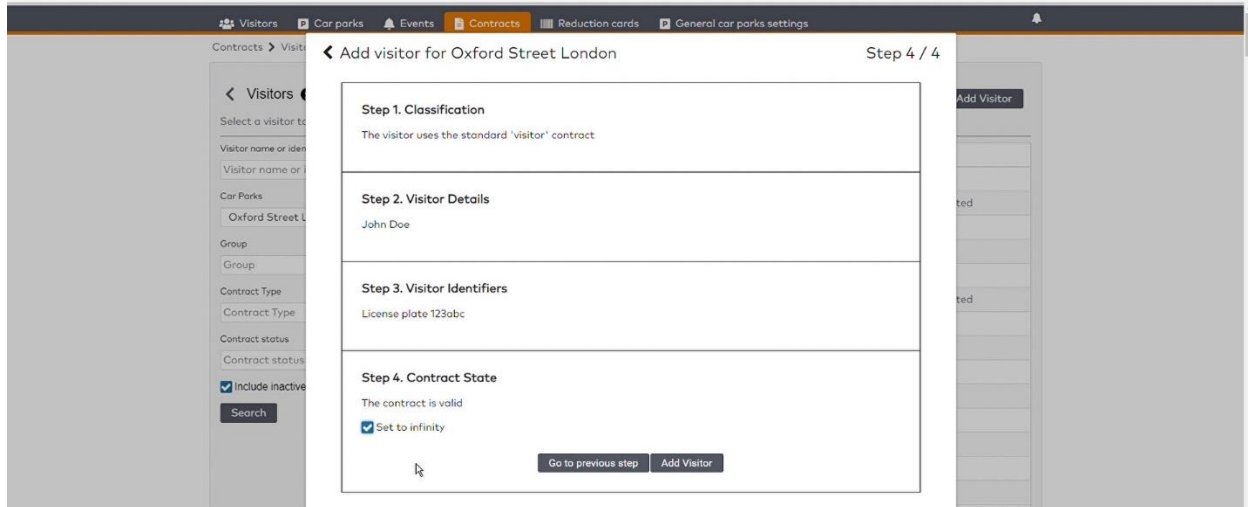 Visitors Car parks Events Contracts Reduction cards General car parks settings
Contracts
Add visitor for Oxford Street London Step 4 / 4
Visitors
Add Visitor
Select a visitor
Visitor name or
Visitor name or
Car Parks
Oxford Street
Group
Group
Contract Type
Contract Type
Contract status
Contract status
Include inactive
Search
Step 1. Classification
The visitor uses the standard 'visitor' contract
Step 2. Visitor Details
John Doe
Step 3. Visitor Identifiers
License plate 123abc
Step 4. Contract State
The contract is valid
Set to infinity
Go to previous step Add Visitor